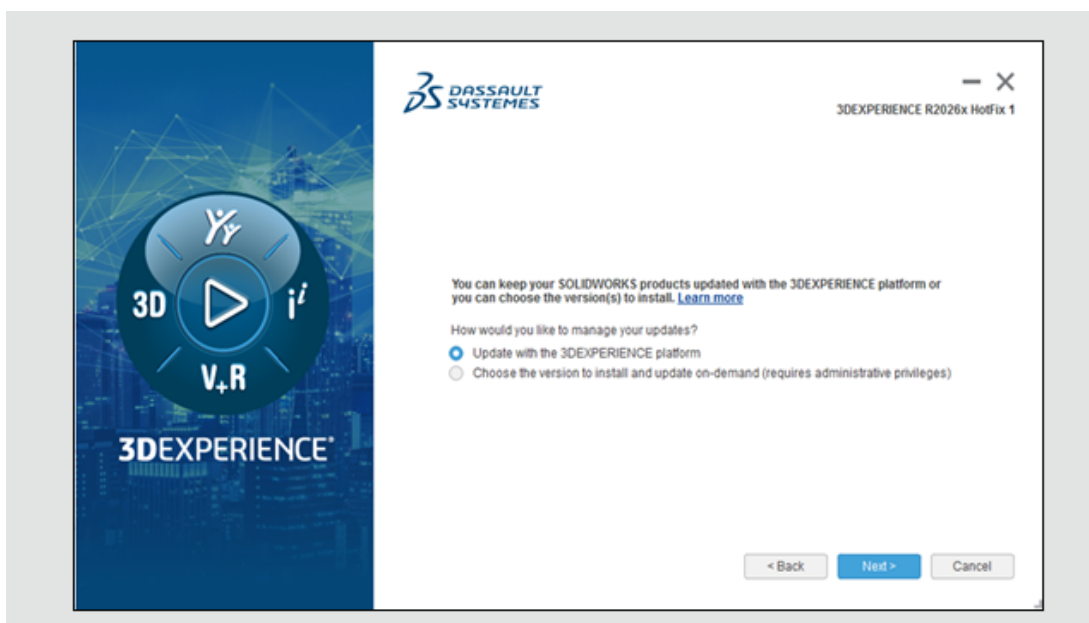 DASSAULT
SYSTEMES
3DEXPERIENCE R2026x HotFix 1
3D
i i
V+R
3DEXPERIENCE
You can keep your SOLIDWORKS products updated with the 3DEXPERIENCE platform or
you can choose the version(s) to install. Learn more
How would you like to manage your updates?
Update with the 3DEXPERIENCE platform
Choose the version to install and update on-demand (requires administrative privileges)
< Back Next > Cancel